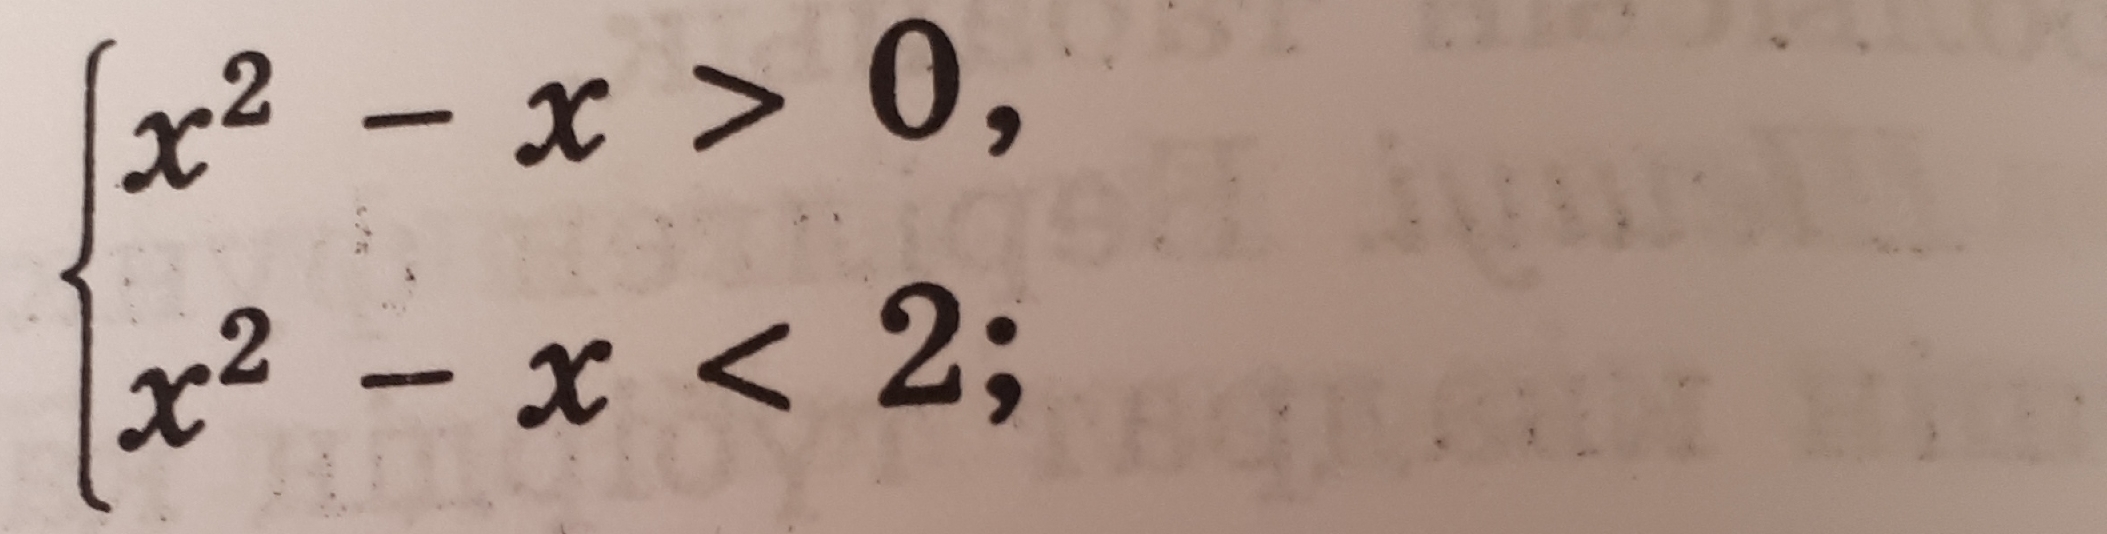 x² − x > 0,
x² − x < 2;